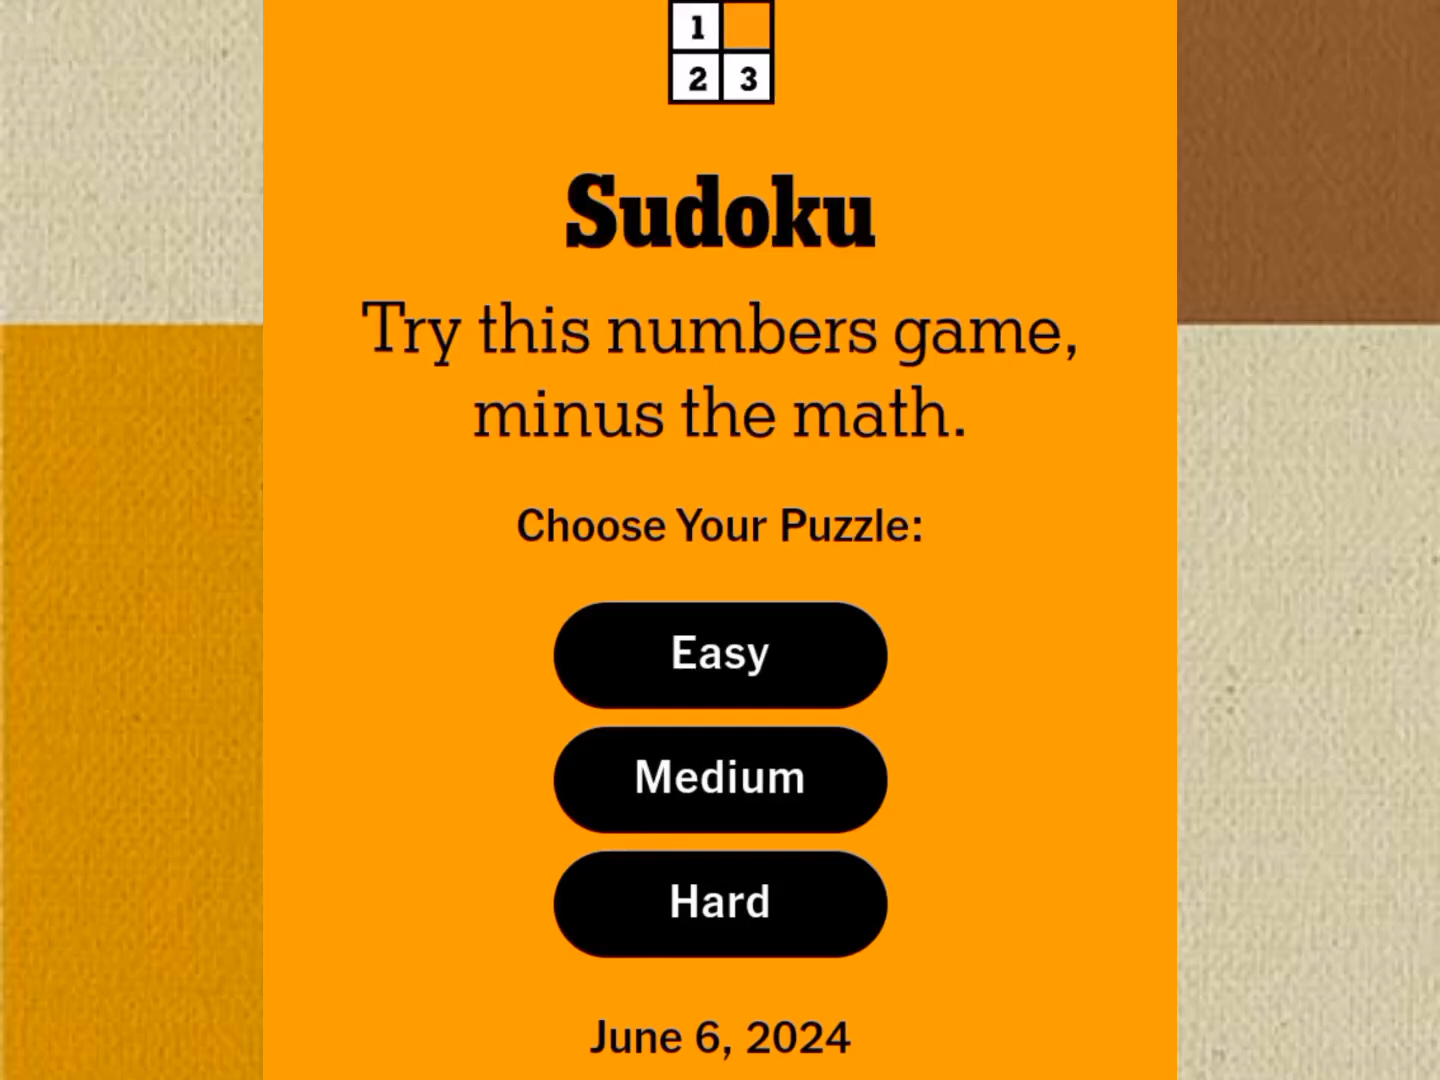 1
2 3
Sudoku
Try this numbers game,
minus the math.
Choose Your Puzzle:
Easy
Medium
Hard
June 6, 2024